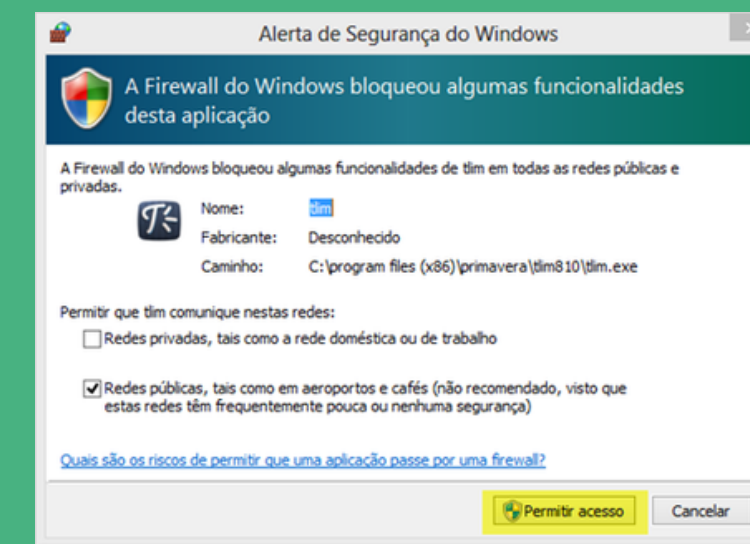 Alerta de Segurança do Windows
A Firewall do Windows bloqueou algumas funcionalidades
desta aplicação
A Firewall do Windows bloqueou algumas funcionalidades de tlim em todas as redes públicas e
privadas.
Nome: tlim
Fabricante: Desconhecido
Caminho: C:\program files (x86)\primavera\tlim810\tlim.exe
Permitir que tlim comunique nestas redes:
Redes privadas, tais como a rede doméstica ou de trabalho
Redes públicas, tais como em aeroportos e cafés (não recomendado, visto que
estas redes têm frequentemente pouca ou nenhuma segurança)
Quais são os riscos de permitir que uma aplicação passe por uma firewall?
Permitir acesso
Cancelar